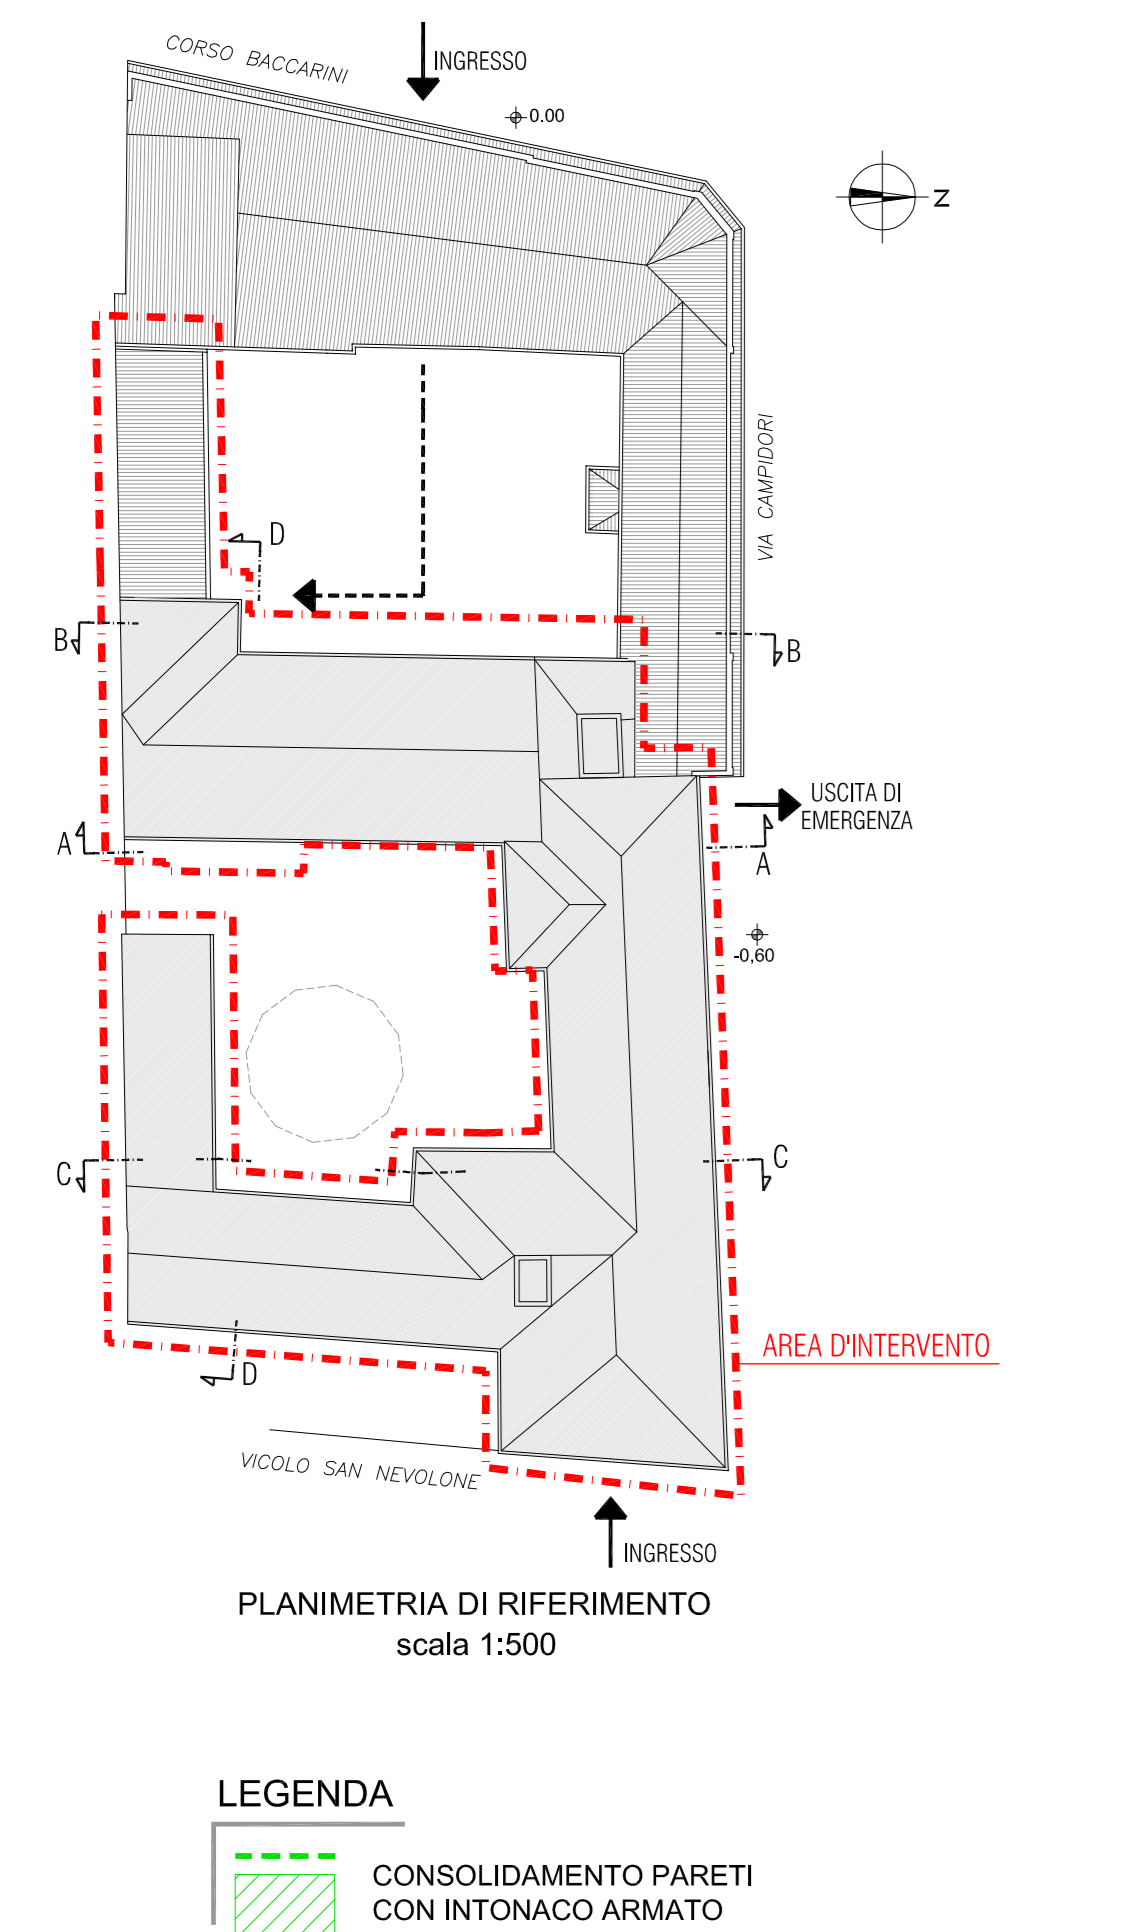 CORSO BACCARINI
INGRESSO
0.00
N
VIA CAMPIDORI
D
B
B
USCITA DI
EMERGENZA
A
A
-0,60
C
C
AREA D'INTERVENTO
D
VICOLO SAN NEVOLONE
INGRESSO
PLANIMETRIA DI RIFERIMENTO
scala 1:500
LEGENDA
CONSOLIDAMENTO PARETI
CON INTONACO ARMATO